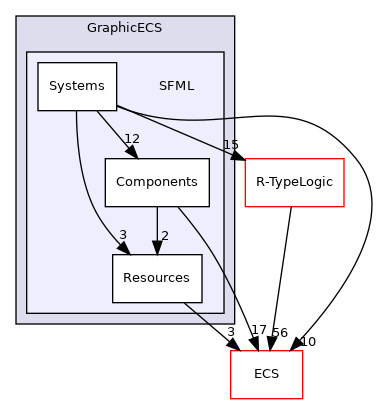 GraphicECS
Systems
SFML
12
15
Components
R-TypeLogic
3
2
Resources
3
17
56
10
ECS